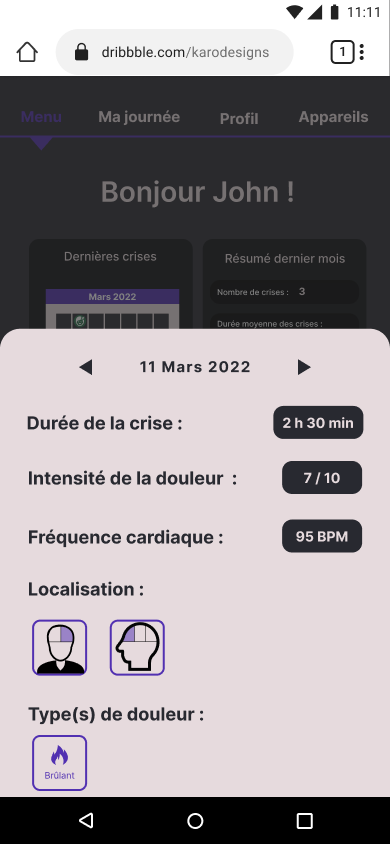 11:11
dribbble.com/karodesigns
1
Menu Ma journée Profil Appareils
Bonjour John !
Dernières crises
Résumé dernier mois
Mars 2022
Nombre de crises : 3
Durée moyenne des crises :
11 Mars 2022
Durée de la crise : 2 h 30 min
Intensité de la douleur : 7 / 10
Fréquence cardiaque : 95 BPM
Localisation :
Type(s) de douleur :
Brûlant